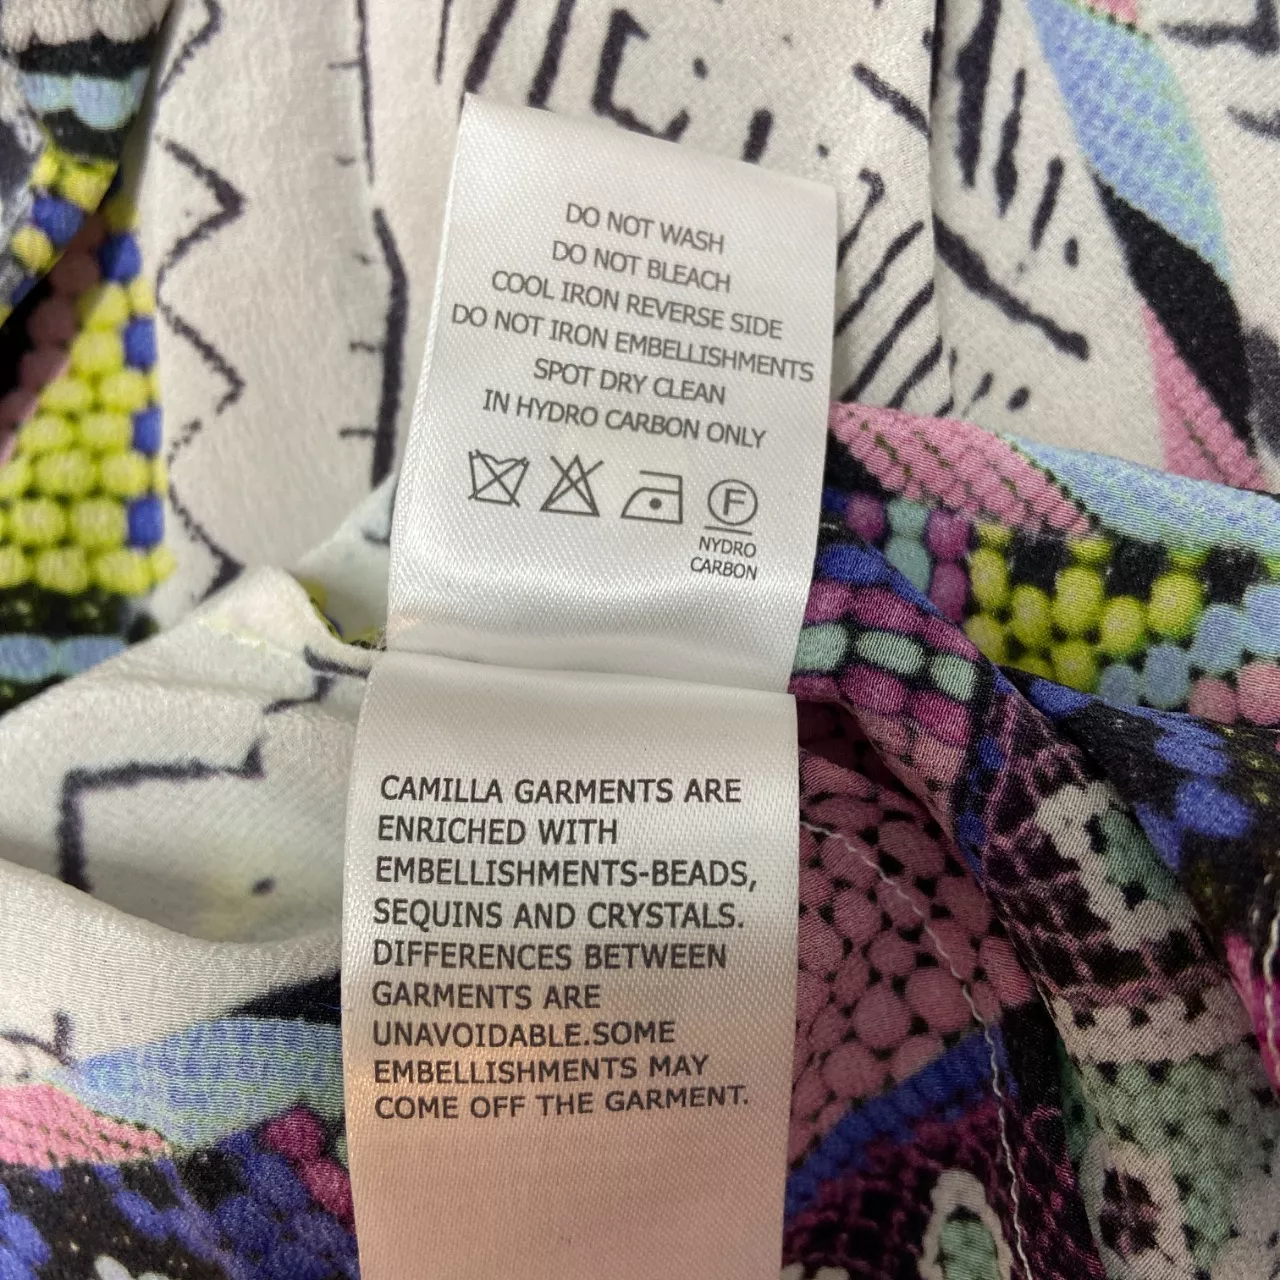 DO NOT WASH
DO NOT BLEACH
COOL IRON REVERSE SIDE
DO NOT IRON EMBELLISHMENTS
SPOT DRY CLEAN
IN HYDRO CARBON ONLY
F
NYDRO
CARBON
CAMILLA GARMENTS ARE
ENRICHED WITH
EMBELLISHMENTS-BEADS,
SEQUINS AND CRYSTALS.
DIFFERENCES BETWEEN
GARMENTS ARE
UNAVOIDABLE.SOME
EMBELLISHMENTS MAY
COME OFF THE GARMENT.